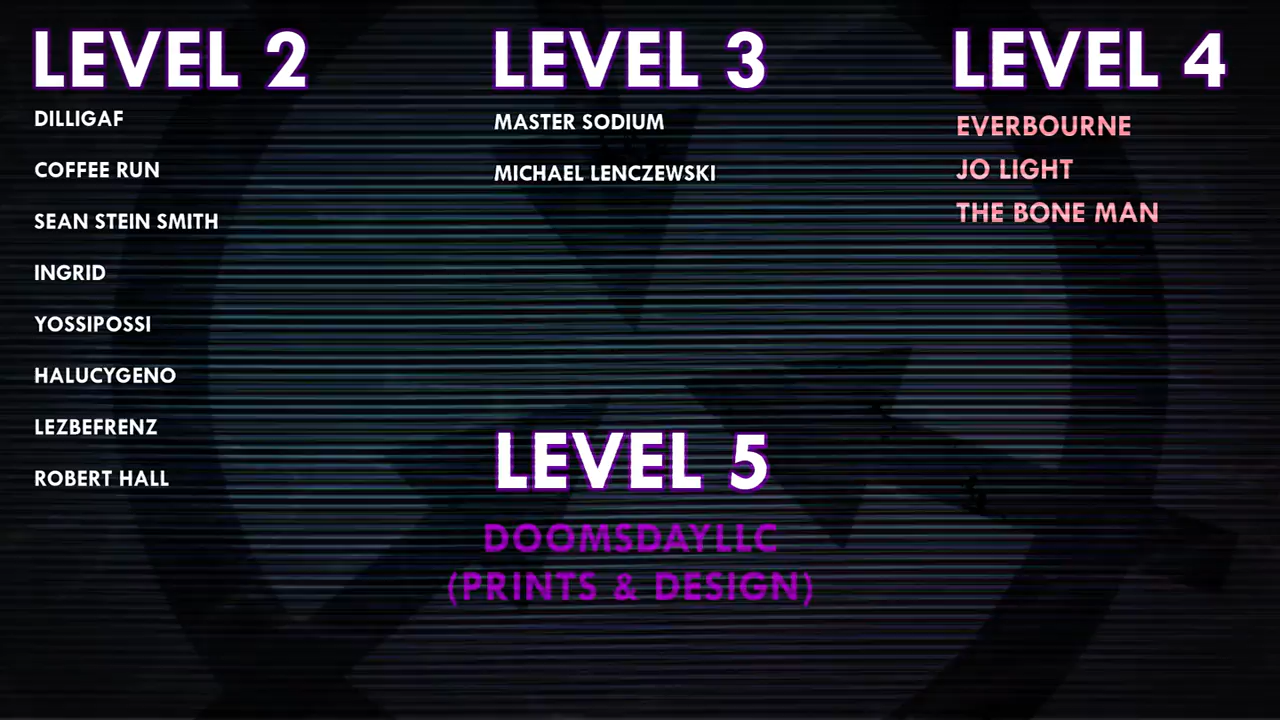 LEVEL 2
DILLIGAF
COFFEE RUN
SEAN STEIN SMITH
INGRID
YOSSIPOSSI
HALUCYGENO
LEZBEFRENZ
ROBERT HALL
LEVEL 3
MASTER SODIUM
MICHAEL LENCZEWSKI
LEVEL 4
EVERBOURNE
JO LIGHT
THE BONE MAN
LEVEL 5
DOOMSDAYLLC
(PRINTS & DESIGN)